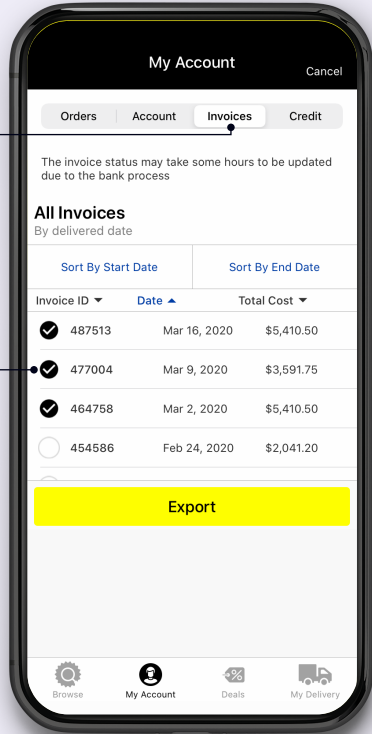 My Account
Cancel
Orders Account Invoices Credit
The invoice status may take some hours to be updated
due to the bank process
All Invoices
By delivered date
Sort By Start Date Sort By End Date
Invoice ID ▼ Date ▲ Total Cost ▼
487513 Mar 16, 2020 $5,410.50
477004 Mar 9, 2020 $3,591.75
464758 Mar 2, 2020 $5,410.50
454586 Feb 24, 2020 $2,041.20
Export
Browse My Account Deals My Delivery